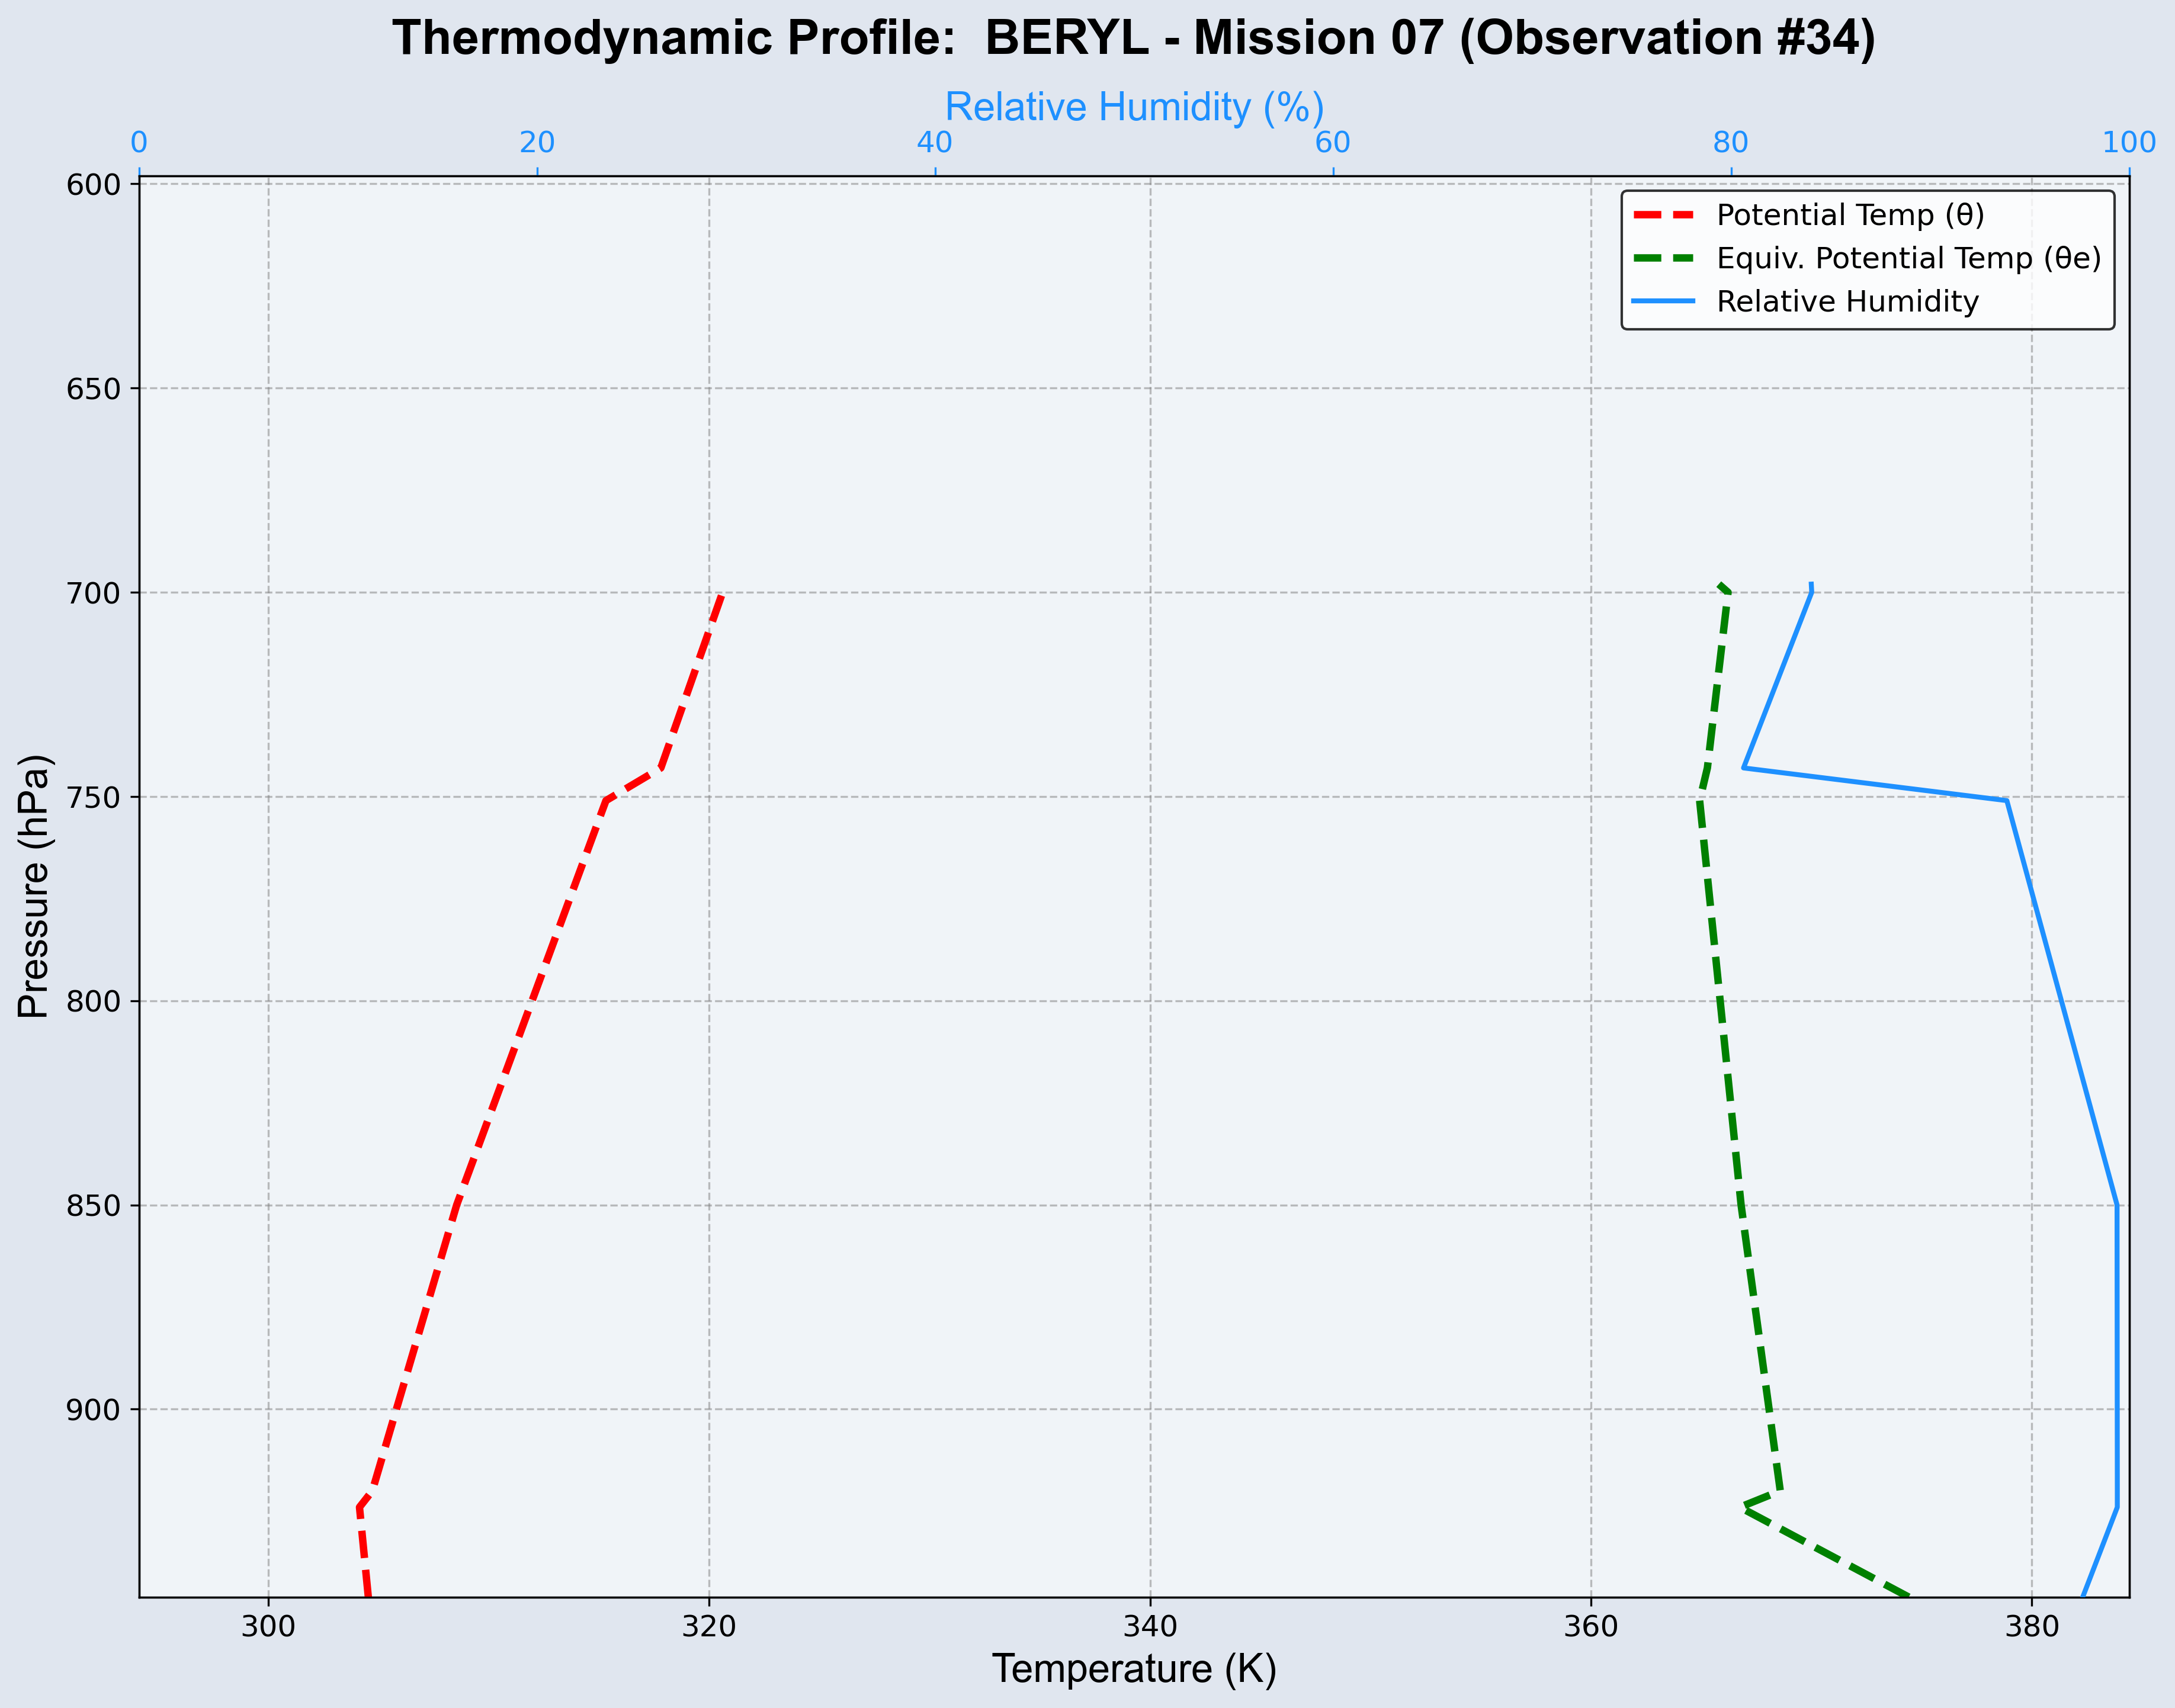 Thermodynamic Profile:  BERYL - Mission 07 (Observation #34)
Relative Humidity (%)
0 20 40 60 80 100
Potential Temp (θ)
Equiv. Potential Temp (θe)
Relative Humidity
Pressure (hPa)
600
650
700
750
800
850
900
300 320 340 360 380
Temperature (K)